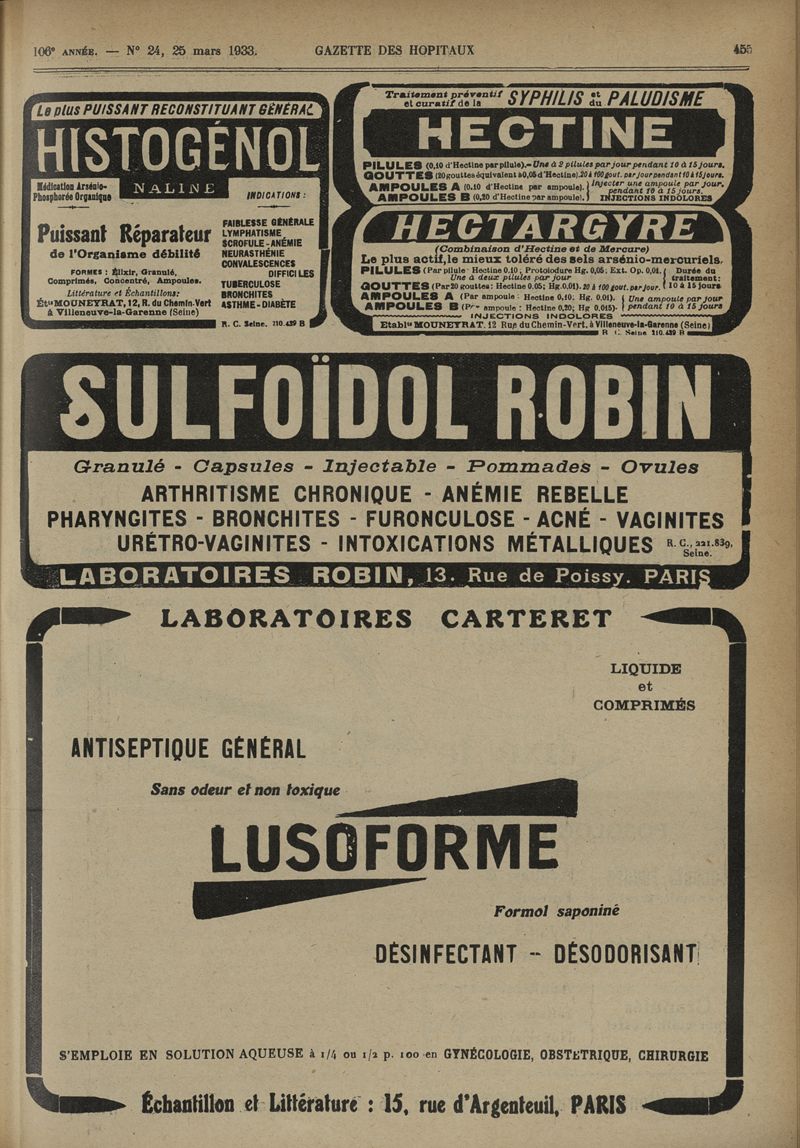 106e ANNÉE. — N° 24, 25 mars 1933. GAZETTE DES HOPITAUX 455
Le plus PUISSANT RECONSTITUANT GÉNÉRAL
HISTOGÉNOL
Médication Arsénio-
Phosphorée Organique
NALINE
INDICATIONS :
Puissant Réparateur
de l'Organisme débilité
FORMES : Élixir, Granulé,
Comprimés, Concentré, Ampoules.
Littérature et Échantillons:
Éts MOUNEYRAT, 12, R. du Chemin-Vert
à Villeneuve-la-Garenne (Seine)
FAIBLESSE GÉNÉRALE
LYMPHATISME
SCROFULE - ANÉMIE
NEURASTHÉNIE
CONVALESCENCES
DIFFICILES
TUBERCULOSE
BRONCHITES
ASTHME - DIABÈTE
R. C. Seine, 210.439 B
Traitement préventif et curatif de la SYPHILIS et du PALUDISME
HECTINE
PILULES (0,10 d'Hectine par pilule).- Une à 2 pilules par jour pendant 10 à 15 jours.
GOUTTES (20 gouttes équivalent à 0,05 d'Hectine). 20 à 100 gout. par jour pendant 10 à 15 jours.
AMPOULES A (0,10 d'Hectine par ampoule). Injecter une ampoule par jour,
AMPOULES B (0,20 d'Hectine par ampoule). pendant 10 à 15 jours.
INJECTIONS INDOLORES
HECTARGYRE
(Combinaison d'Hectine et de Mercure)
Le plus actif, le mieux toléré des sels arsénio-mercuriels.
PILULES (Par pilule: Hectine 0,10; Protoiodure Hg. 0,05; Ext. Op. 0,01.
Une à deux pilules par jour
GOUTTES (Par 20 gouttes: Hectine 0,05; Hg. 0,01). 20 à 100 gout. par jour.
Durée du traitement: 10 à 15 jours
AMPOULES A (Par ampoule: Hectine 0,10; Hg. 0,01).
AMPOULES B (Par ampoule: Hectine 0,20; Hg 0,015).
Une ampoule par jour pendant 10 à 15 jours
INJECTIONS INDOLORES
Etablts MOUNEYRAT, 12 Rue du Chemin-Vert, à Villeneuve-la-Garenne (Seine)
R. C. Seine 210.439 B
SULFOÏDOL ROBIN
Granulé - Capsules - Injectable - Pommades - Ovules
ARTHRITISME CHRONIQUE - ANÉMIE REBELLE
PHARYNGITES - BRONCHITES - FURONCULOSE - ACNÉ - VAGINITES
URÉTRO-VAGINITES - INTOXICATIONS MÉTALLIQUES R. C., 221.839, Seine.
LABORATOIRES ROBIN, 13. Rue de Poissy. PARIS
LABORATOIRES CARTERET
LIQUIDE
et
COMPRIMÉS
ANTISEPTIQUE GÉNÉRAL
Sans odeur et non toxique
LUSOFORME
Formol saponiné
DÉSINFECTANT - DÉSODORISANT
S'EMPLOIE EN SOLUTION AQUEUSE à 1/4 ou 1/2 p. 100 en GYNÉCOLOGIE, OBSTÉTRIQUE, CHIRURGIE
Échantillon et Littérature : 15, rue d'Argenteuil, PARIS